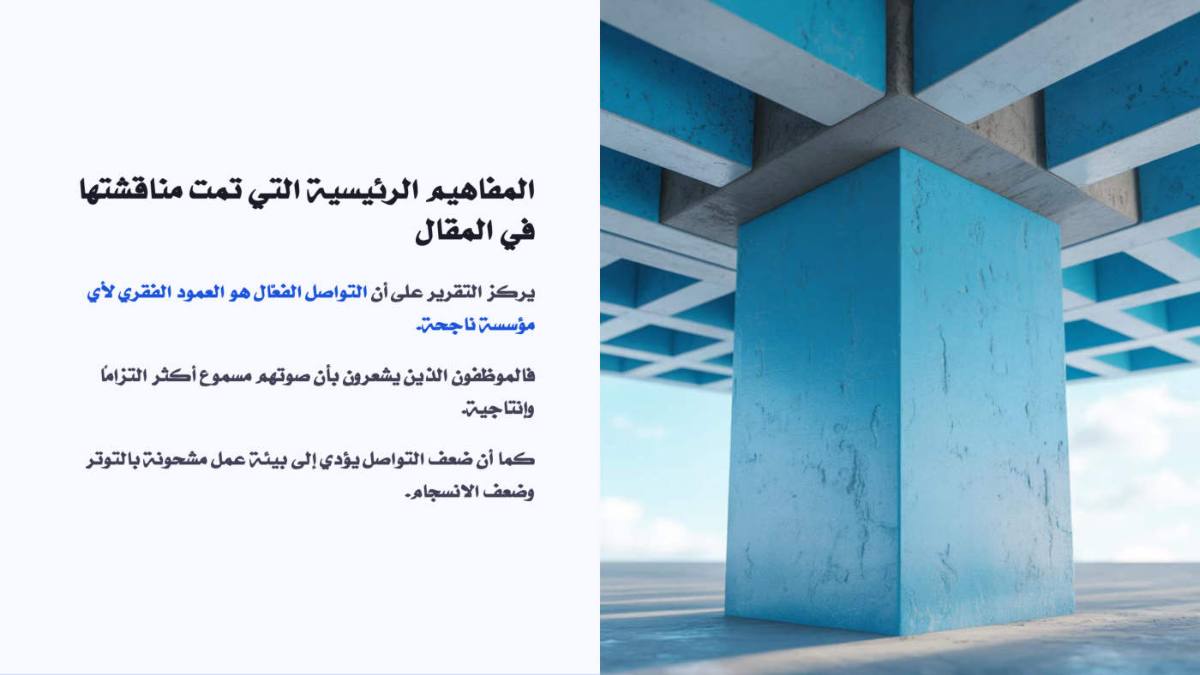 المفاهيم الرئيسية التي تمت مناقشتها
في المقال
يركز التقرير على أن التواصل الفعّال هو العمود الفقري لأي
مؤسسة ناجحة.
فالموظفون الذين يشعرون بأن صوتهم مسموع أكثر التزامًا
وإنتاجية.
كما أن ضعف التواصل يؤدي إلى بيئة عمل مشحونة بالتوتر
وضعف الانسجام.